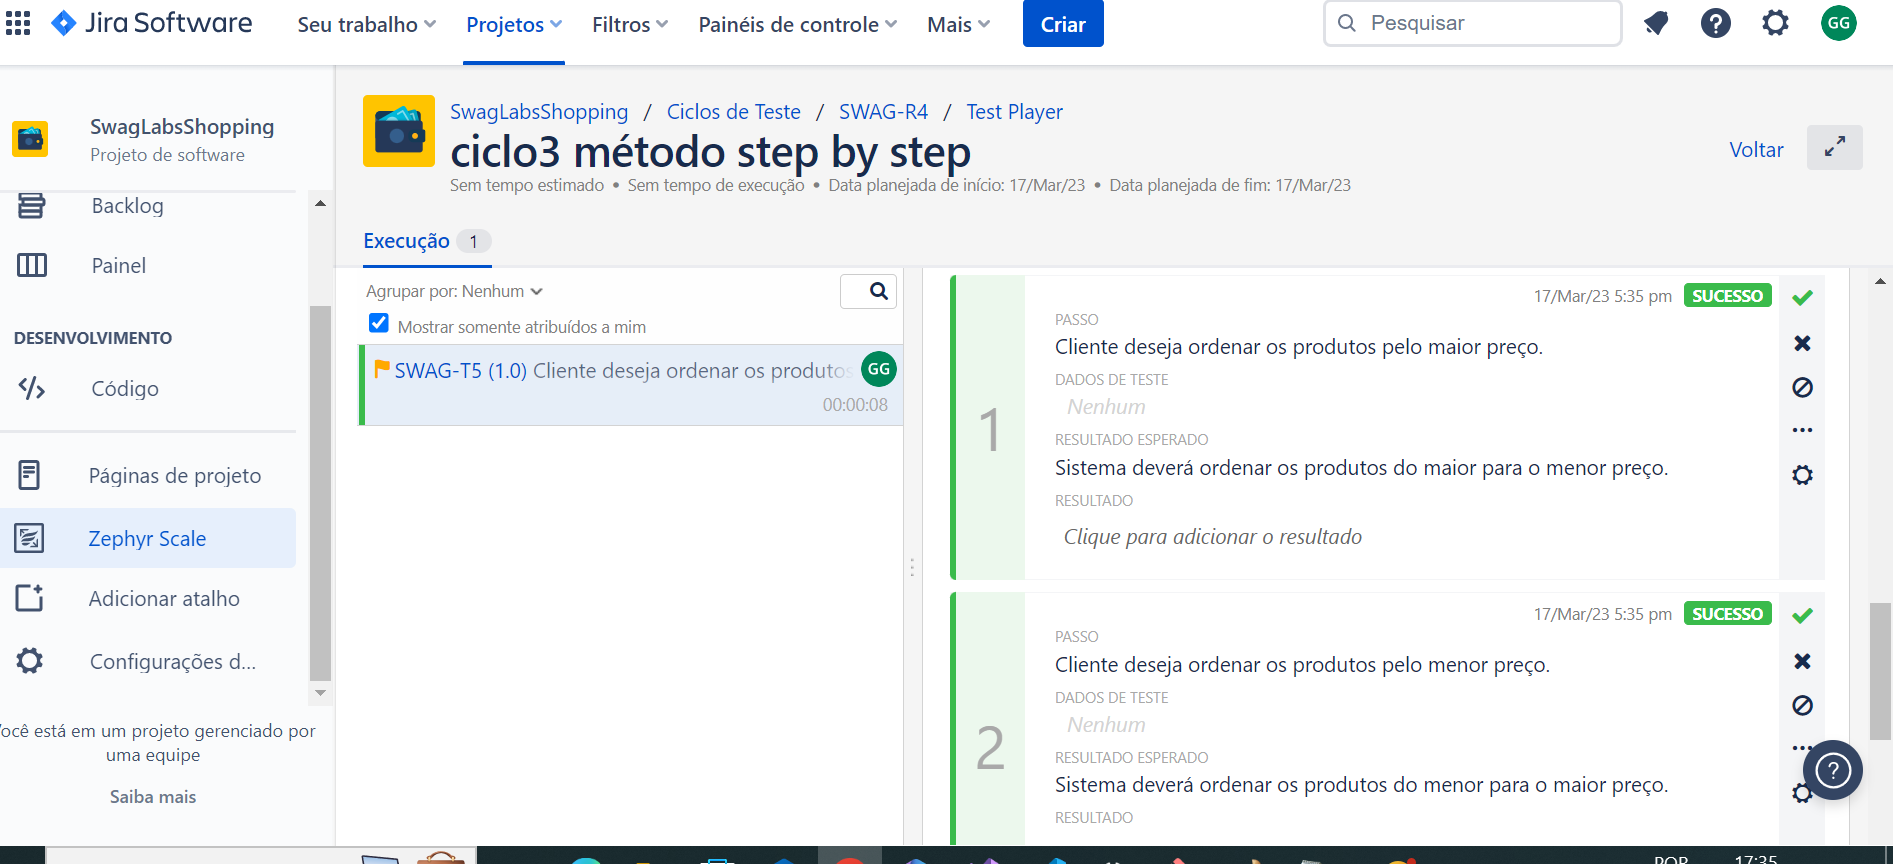 Jira Software
Seu trabalho
Projetos
Filtros
Painéis de controle
Mais
Criar
Pesquisar
GG
SwagLabsShopping
Projeto de software
Backlog
Painel
DESENVOLVIMENTO
Código
Páginas de projeto
Zephyr Scale
Adicionar atalho
Configurações d...
ocê está em um projeto gerenciado por
uma equipe
Saiba mais
SwagLabsShopping / Ciclos de Teste / SWAG-R4 / Test Player
ciclo3 método step by step
Sem tempo estimado • Sem tempo de execução • Data planejada de início: 17/Mar/23 • Data planejada de fim: 17/Mar/23
Voltar
Execução 1
Agrupar por: Nenhum
Mostrar somente atribuídos a mim
SWAG-T5 (1.0) Cliente deseja ordenar os produtos
GG
00:00:08
1
17/Mar/23 5:35 pm SUCESSO
PASSO
Cliente deseja ordenar os produtos pelo maior preço.
DADOS DE TESTE
Nenhum
RESULTADO ESPERADO
Sistema deverá ordenar os produtos do maior para o menor preço.
RESULTADO
Clique para adicionar o resultado
2
17/Mar/23 5:35 pm SUCESSO
PASSO
Cliente deseja ordenar os produtos pelo menor preço.
DADOS DE TESTE
Nenhum
RESULTADO ESPERADO
Sistema deverá ordenar os produtos do menor para o maior preço.
RESULTADO
POR
17:35